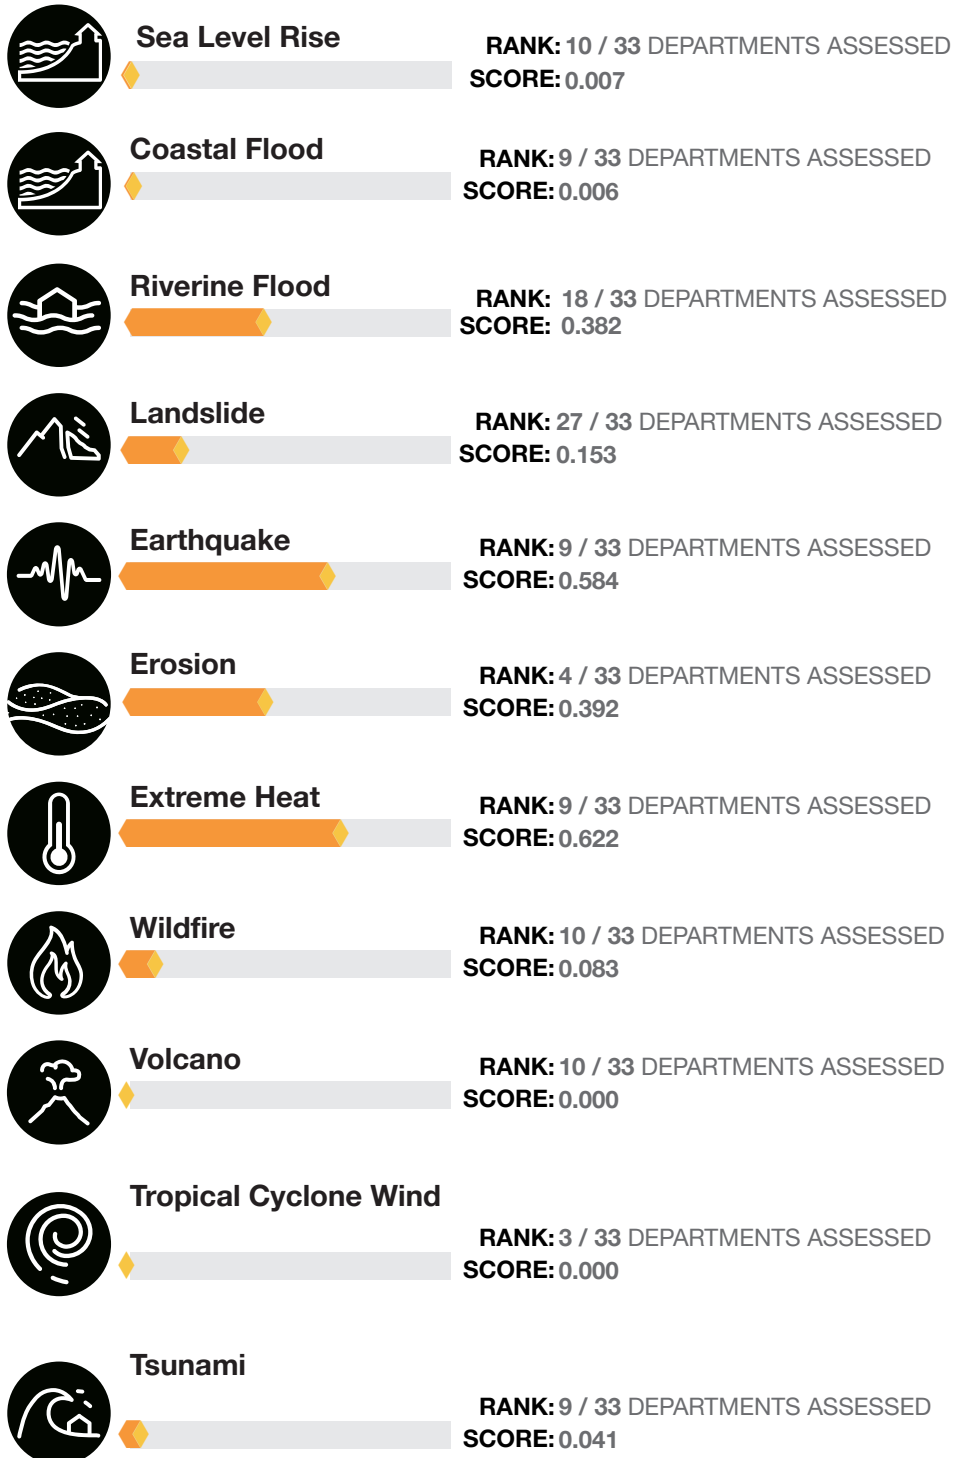 Sea Level Rise
RANK: 10 / 33 DEPARTMENTS ASSESSED
SCORE: 0.007
Coastal Flood
RANK: 9 / 33 DEPARTMENTS ASSESSED
SCORE: 0.006
Riverine Flood
RANK: 18 / 33 DEPARTMENTS ASSESSED
SCORE: 0.382
Landslide
RANK: 27 / 33 DEPARTMENTS ASSESSED
SCORE: 0.153
Earthquake
RANK: 9 / 33 DEPARTMENTS ASSESSED
SCORE: 0.584
Erosion
RANK: 4 / 33 DEPARTMENTS ASSESSED
SCORE: 0.392
Extreme Heat
RANK: 9 / 33 DEPARTMENTS ASSESSED
SCORE: 0.622
Wildfire
RANK: 10 / 33 DEPARTMENTS ASSESSED
SCORE: 0.083
Volcano
RANK: 10 / 33 DEPARTMENTS ASSESSED
SCORE: 0.000
Tropical Cyclone Wind
RANK: 3 / 33 DEPARTMENTS ASSESSED
SCORE: 0.000
Tsunami
RANK: 9 / 33 DEPARTMENTS ASSESSED
SCORE: 0.041